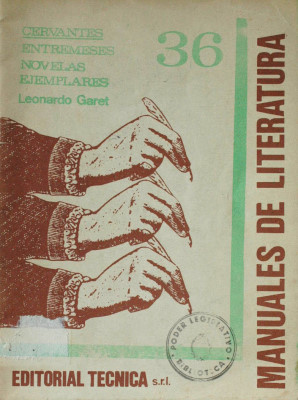 CERVANTES
ENTREMESES
NOVELAS
EJEMPLARES
Leonardo Garet
36
MANUALES DE LITERATURA
PODER LEGISLATIVO
BIBLIOTECA
EDITORIAL TECNICA s.r.l.